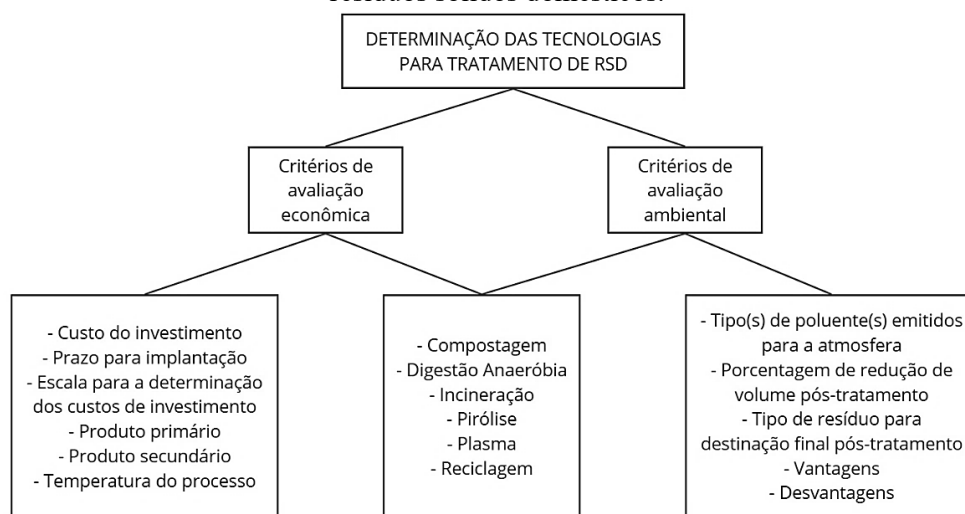 DETERMINAÇÃO DAS TECNOLOGIAS
PARA TRATAMENTO DE RSD
Critérios de
avaliação
econômica
Critérios de
avaliação
ambiental
- Custo do investimento
- Prazo para implantação
- Escala para a determinação
dos custos de investimento
- Produto primário
- Produto secundário
- Temperatura do processo
- Compostagem
- Digestão Anaeróbia
- Incineração
- Pirólise
- Plasma
- Reciclagem
- Tipo(s) de poluente(s) emitidos
para a atmosfera
- Porcentagem de redução de
volume pós-tratamento
- Tipo de resíduo para
destinação final pós-tratamento
- Vantagens
- Desvantagens